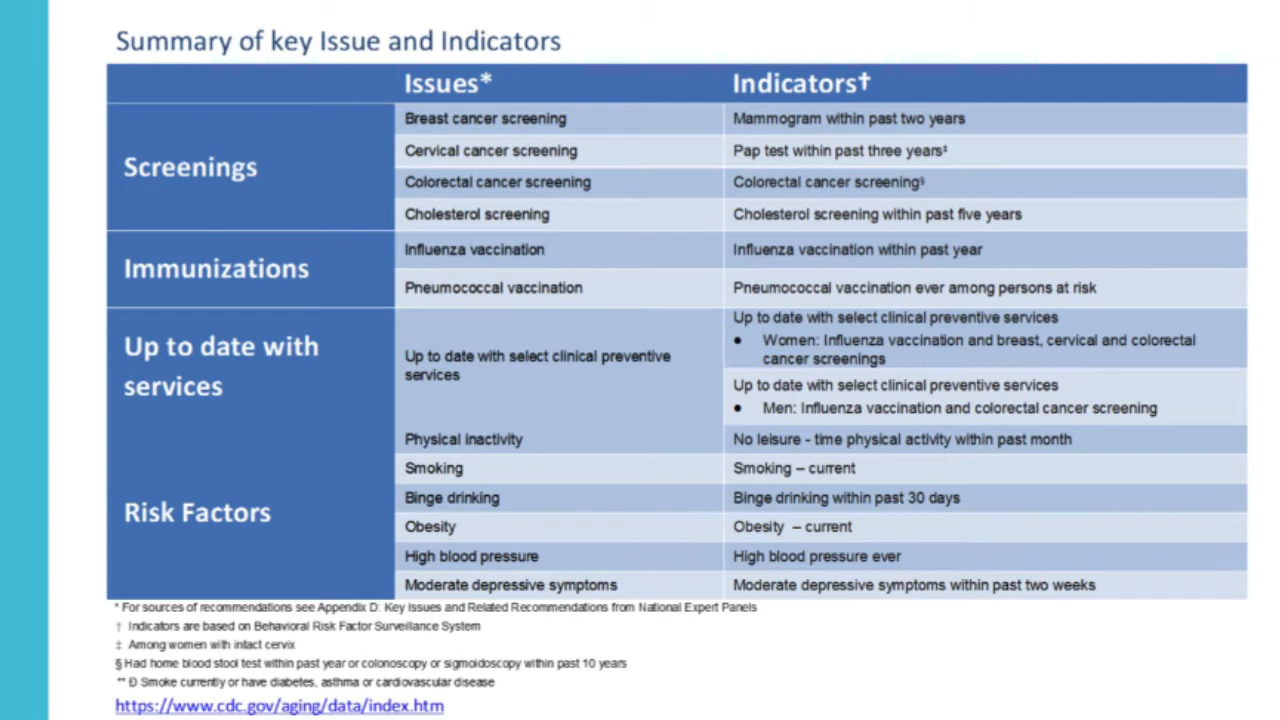 Summary of key Issue and Indicators
Issues* Indicators†
Screenings
Breast cancer screening Mammogram within past two years
Cervical cancer screening Pap test within past three years‡
Colorectal cancer screening Colorectal cancer screening§
Cholesterol screening Cholesterol screening within past five years
Immunizations
Influenza vaccination Influenza vaccination within past year
Pneumococcal vaccination Pneumococcal vaccination ever among persons at risk
Up to date with
services
Up to date with select clinical preventive
services
Up to date with select clinical preventive services
● Women: Influenza vaccination and breast, cervical and colorectal
cancer screenings
Up to date with select clinical preventive services
● Men: Influenza vaccination and colorectal cancer screening
Risk Factors
Physical inactivity No leisure - time physical activity within past month
Smoking Smoking – current
Binge drinking Binge drinking within past 30 days
Obesity Obesity – current
High blood pressure High blood pressure ever
Moderate depressive symptoms Moderate depressive symptoms within past two weeks
* For sources of recommendations see Appendix D: Key Issues and Related Recommendations from National Expert Panels
† Indicators are based on Behavioral Risk Factor Surveillance System
‡ Among women with intact cervix
§ Had home blood stool test within past year or colonoscopy or sigmoidoscopy within past 10 years
** Ð Smoke currently or have diabetes, asthma or cardiovascular disease
https://www.cdc.gov/aging/data/index.htm